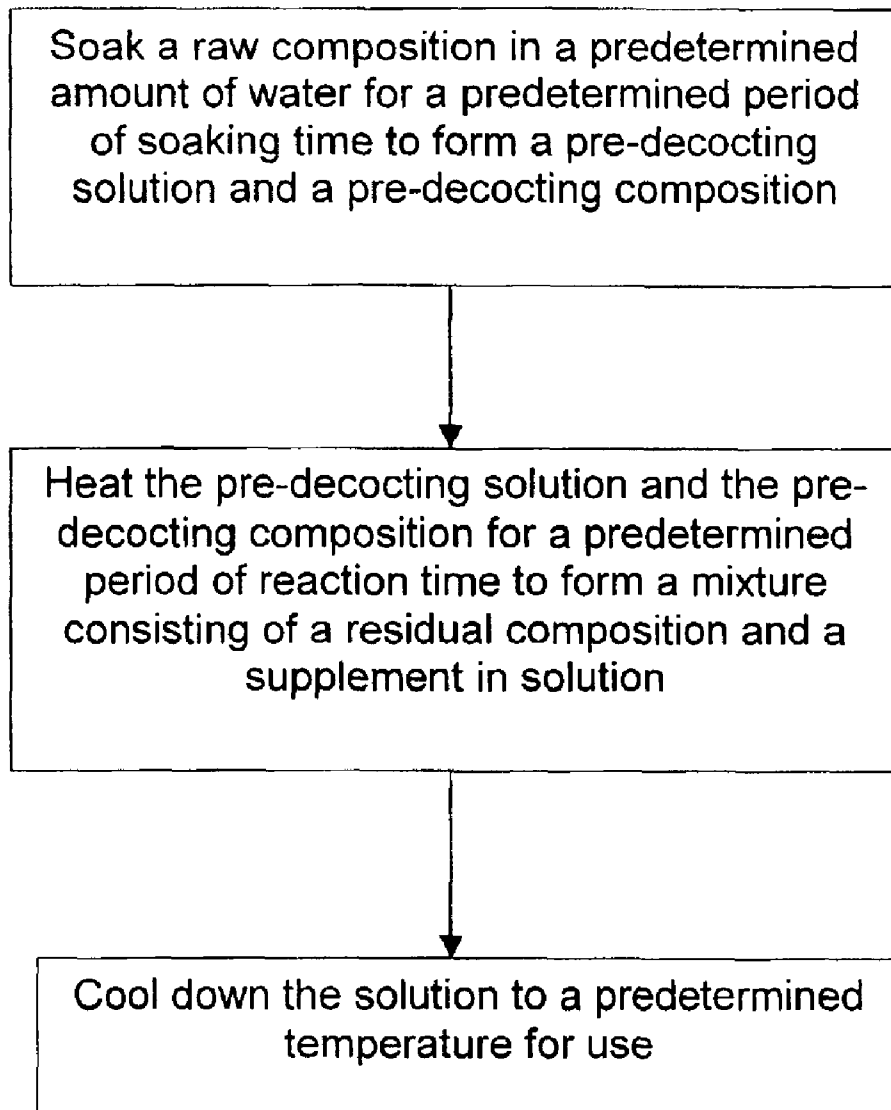 Soak a raw composition in a predetermined
amount of water for a predetermined period
of soaking time to form a pre-decocting
solution and a pre-decocting composition
Heat the pre-decocting solution and the pre-
decocting composition for a predetermined
period of reaction time to form a mixture
consisting of a residual composition and a
supplement in solution
Cool down the solution to a predetermined
temperature for use